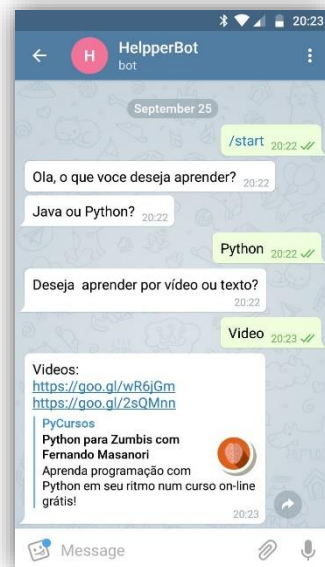 20:23
H
HelpperBot
bot
September 25
/start 20:22
Ola, o que voce deseja aprender? 20:22
Java ou Python? 20:22
Python 20:22
Deseja aprender por vídeo ou texto?
20:22
Video 20:23
Videos:
https://goo.gl/wR6jGm
https://goo.gl/2sQMnn
PyCursos
Python para Zumbis com
Fernando Masanori
Aprenda programação com
Python em seu ritmo num curso on-line
grátis!
20:23
Message